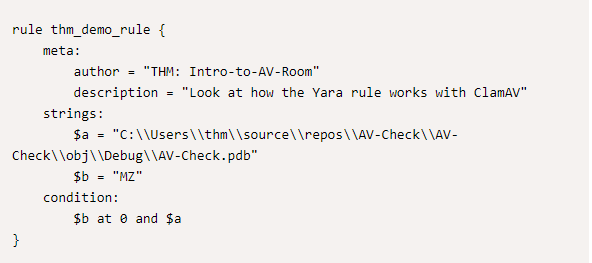 rule thm_demo_rule {
    meta:
        author = "THM: Intro-to-AV-Room"
        description = "Look at how the Yara rule works with ClamAV"
    strings:
        $a = "C:\\Users\\thm\\source\\repos\\AV-Check\\AV-
Check\\obj\\Debug\\AV-Check.pdb"
        $b = "MZ"
    condition:
        $b at 0 and $a
}